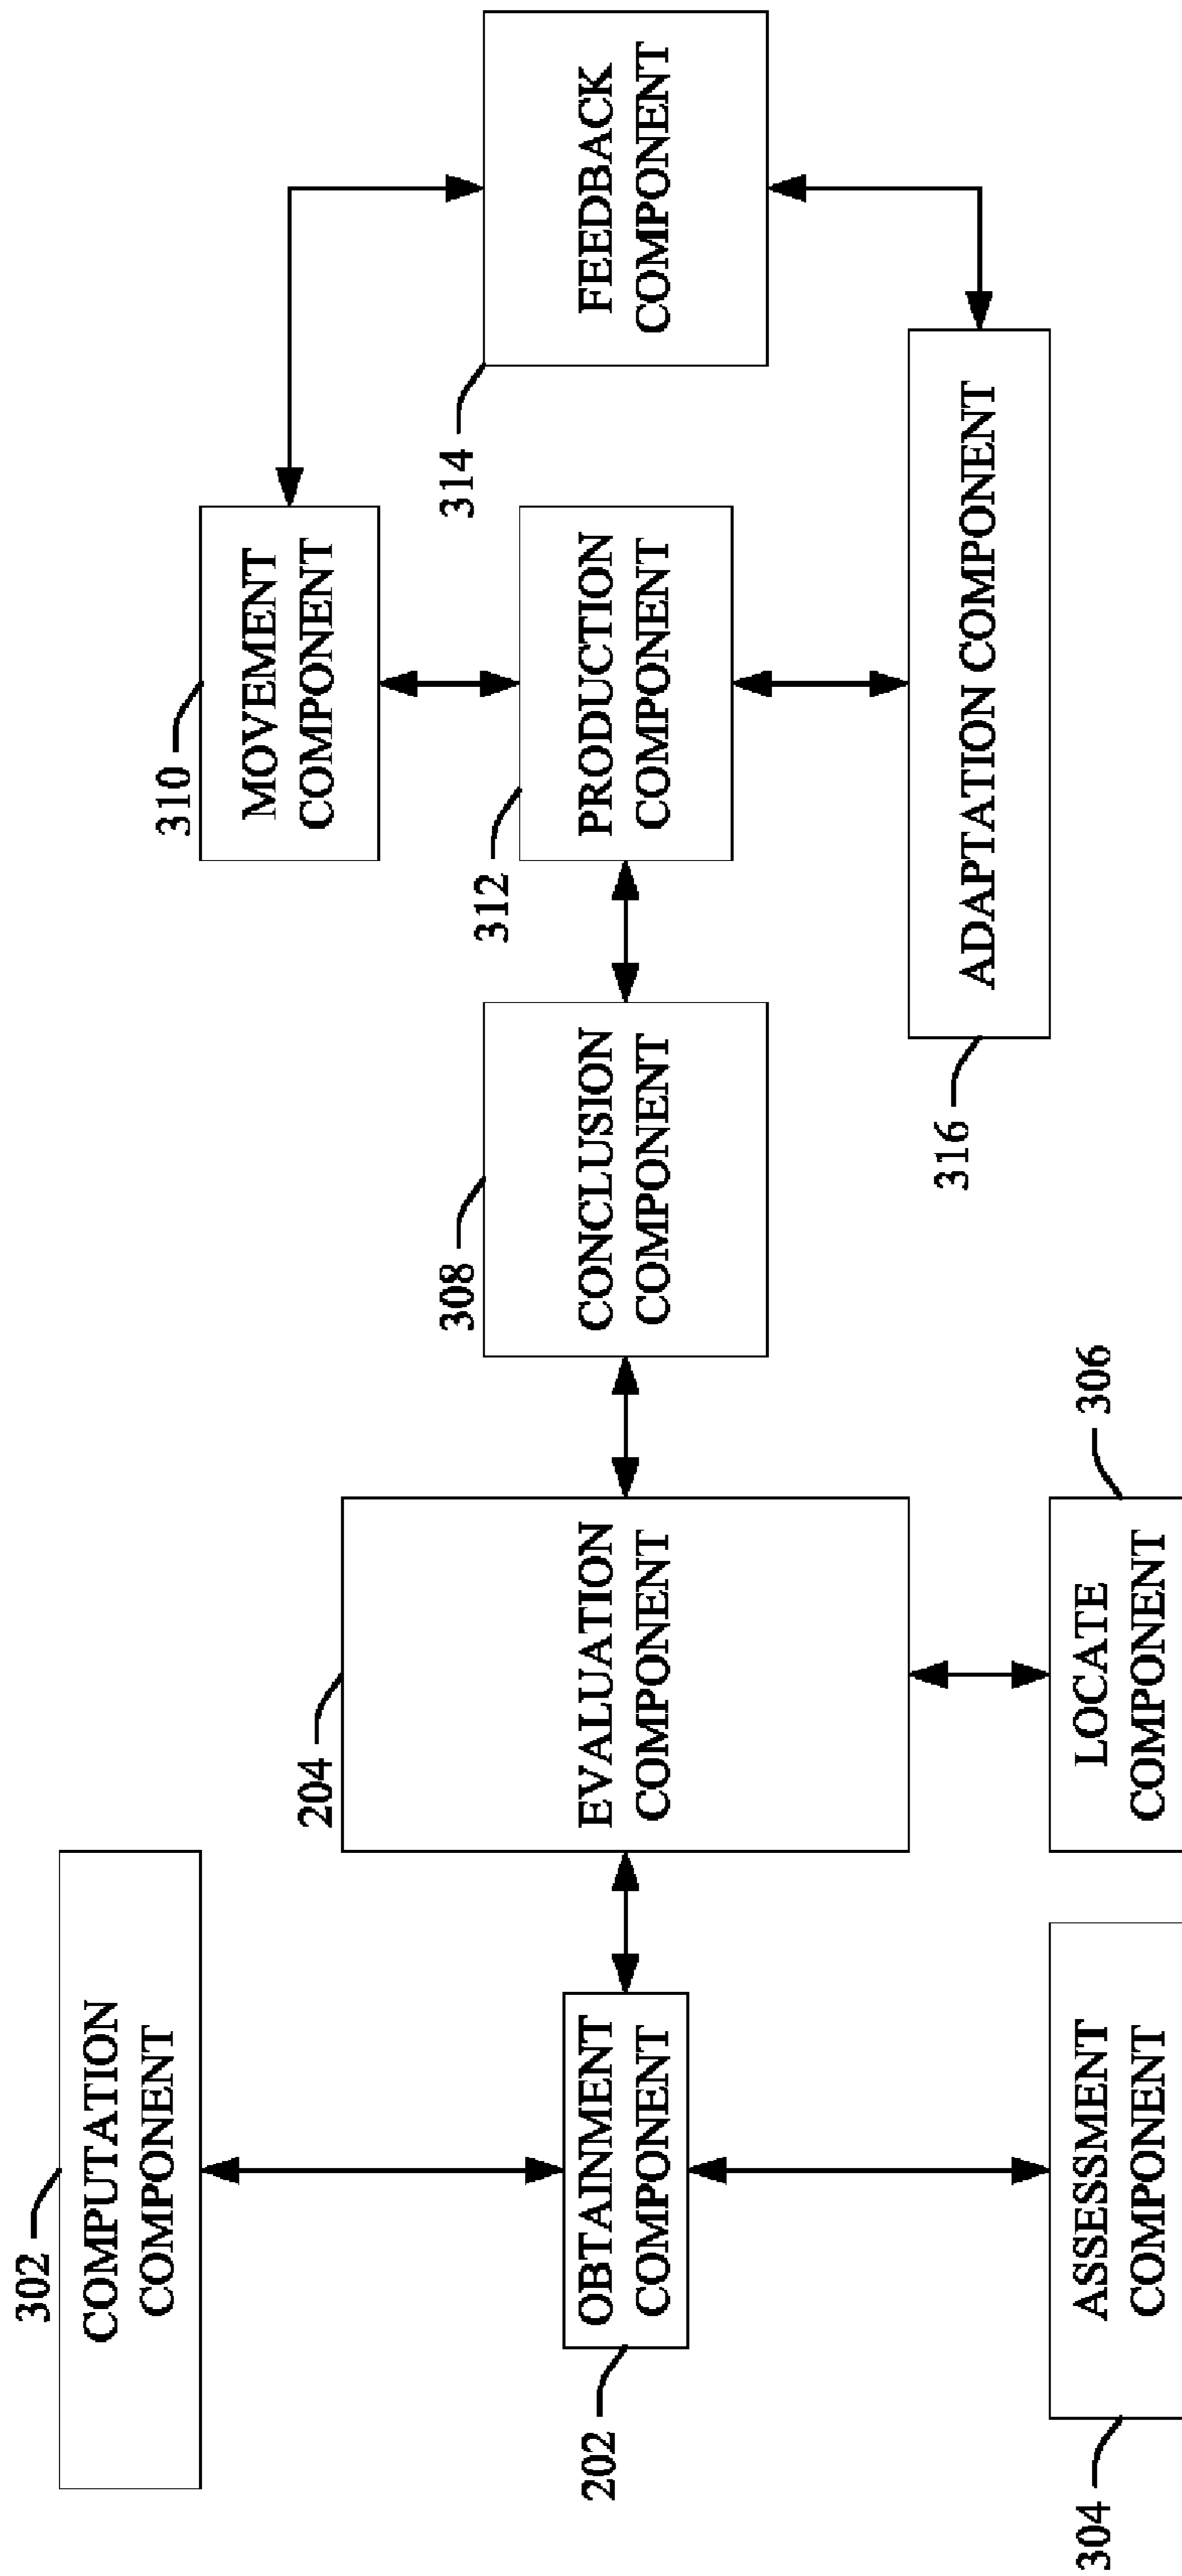 302
COMPUTATION
COMPONENT
202
OBTAINMENT
COMPONENT
304
ASSESSMENT
COMPONENT
204
EVALUATION
COMPONENT
LOCATE
COMPONENT
306
308
CONCLUSION
COMPONENT
310
MOVEMENT
COMPONENT
312
PRODUCTION
COMPONENT
316
ADAPTATION COMPONENT
314
FEEDBACK
COMPONENT